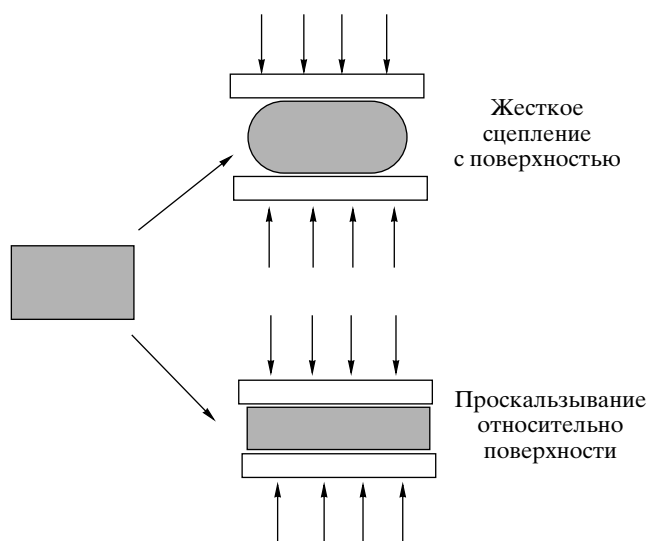 Жесткое
сцепление
с поверхностью
Проскальзывание
относительно
поверхности